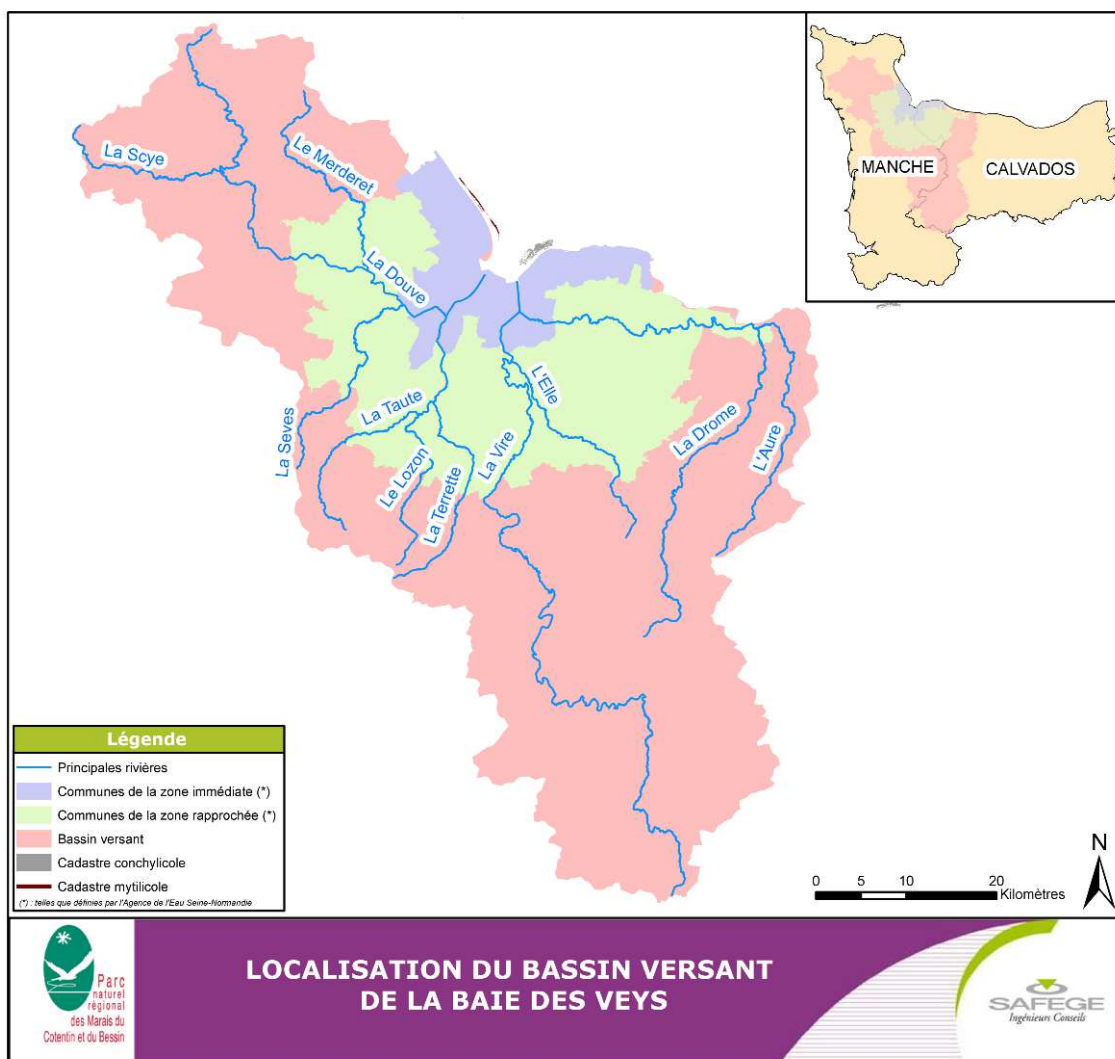 La Scye
Le Merderet
La Douve
La Taute
La Seves
Le Lozon
La Terrette
La Vire
L'Elle
La Drome
L'Aure
MANCHE
CALVADOS
Légende
Principales rivières
Communes de la zone immédiate (*)
Communes de la zone rapprochée (*)
Bassin versant
Cadastre conchylicole
Cadastre mytilicole
(*) : telles que définies par l'Agence de l'Eau Seine-Normandie
0 5 10 20
Kilomètres
N
Parc
naturel
régional
des Marais du
Cotentin et du Bessin
LOCALISATION DU BASSIN VERSANT
DE LA BAIE DES VEYS
SAFEGE
Ingénieurs Conseils